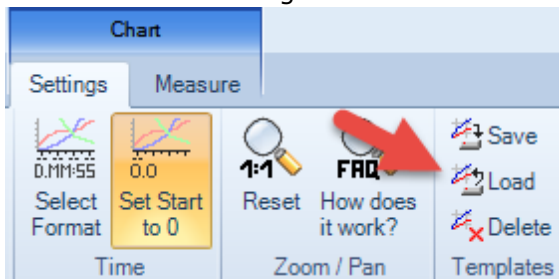 Chart
Settings Measure
D.MM:SS
0.0
1:1
FAQ
Save
Load
Delete
Select Format
Set Start to 0
Reset
How does it work?
Time
Zoom / Pan
Templates